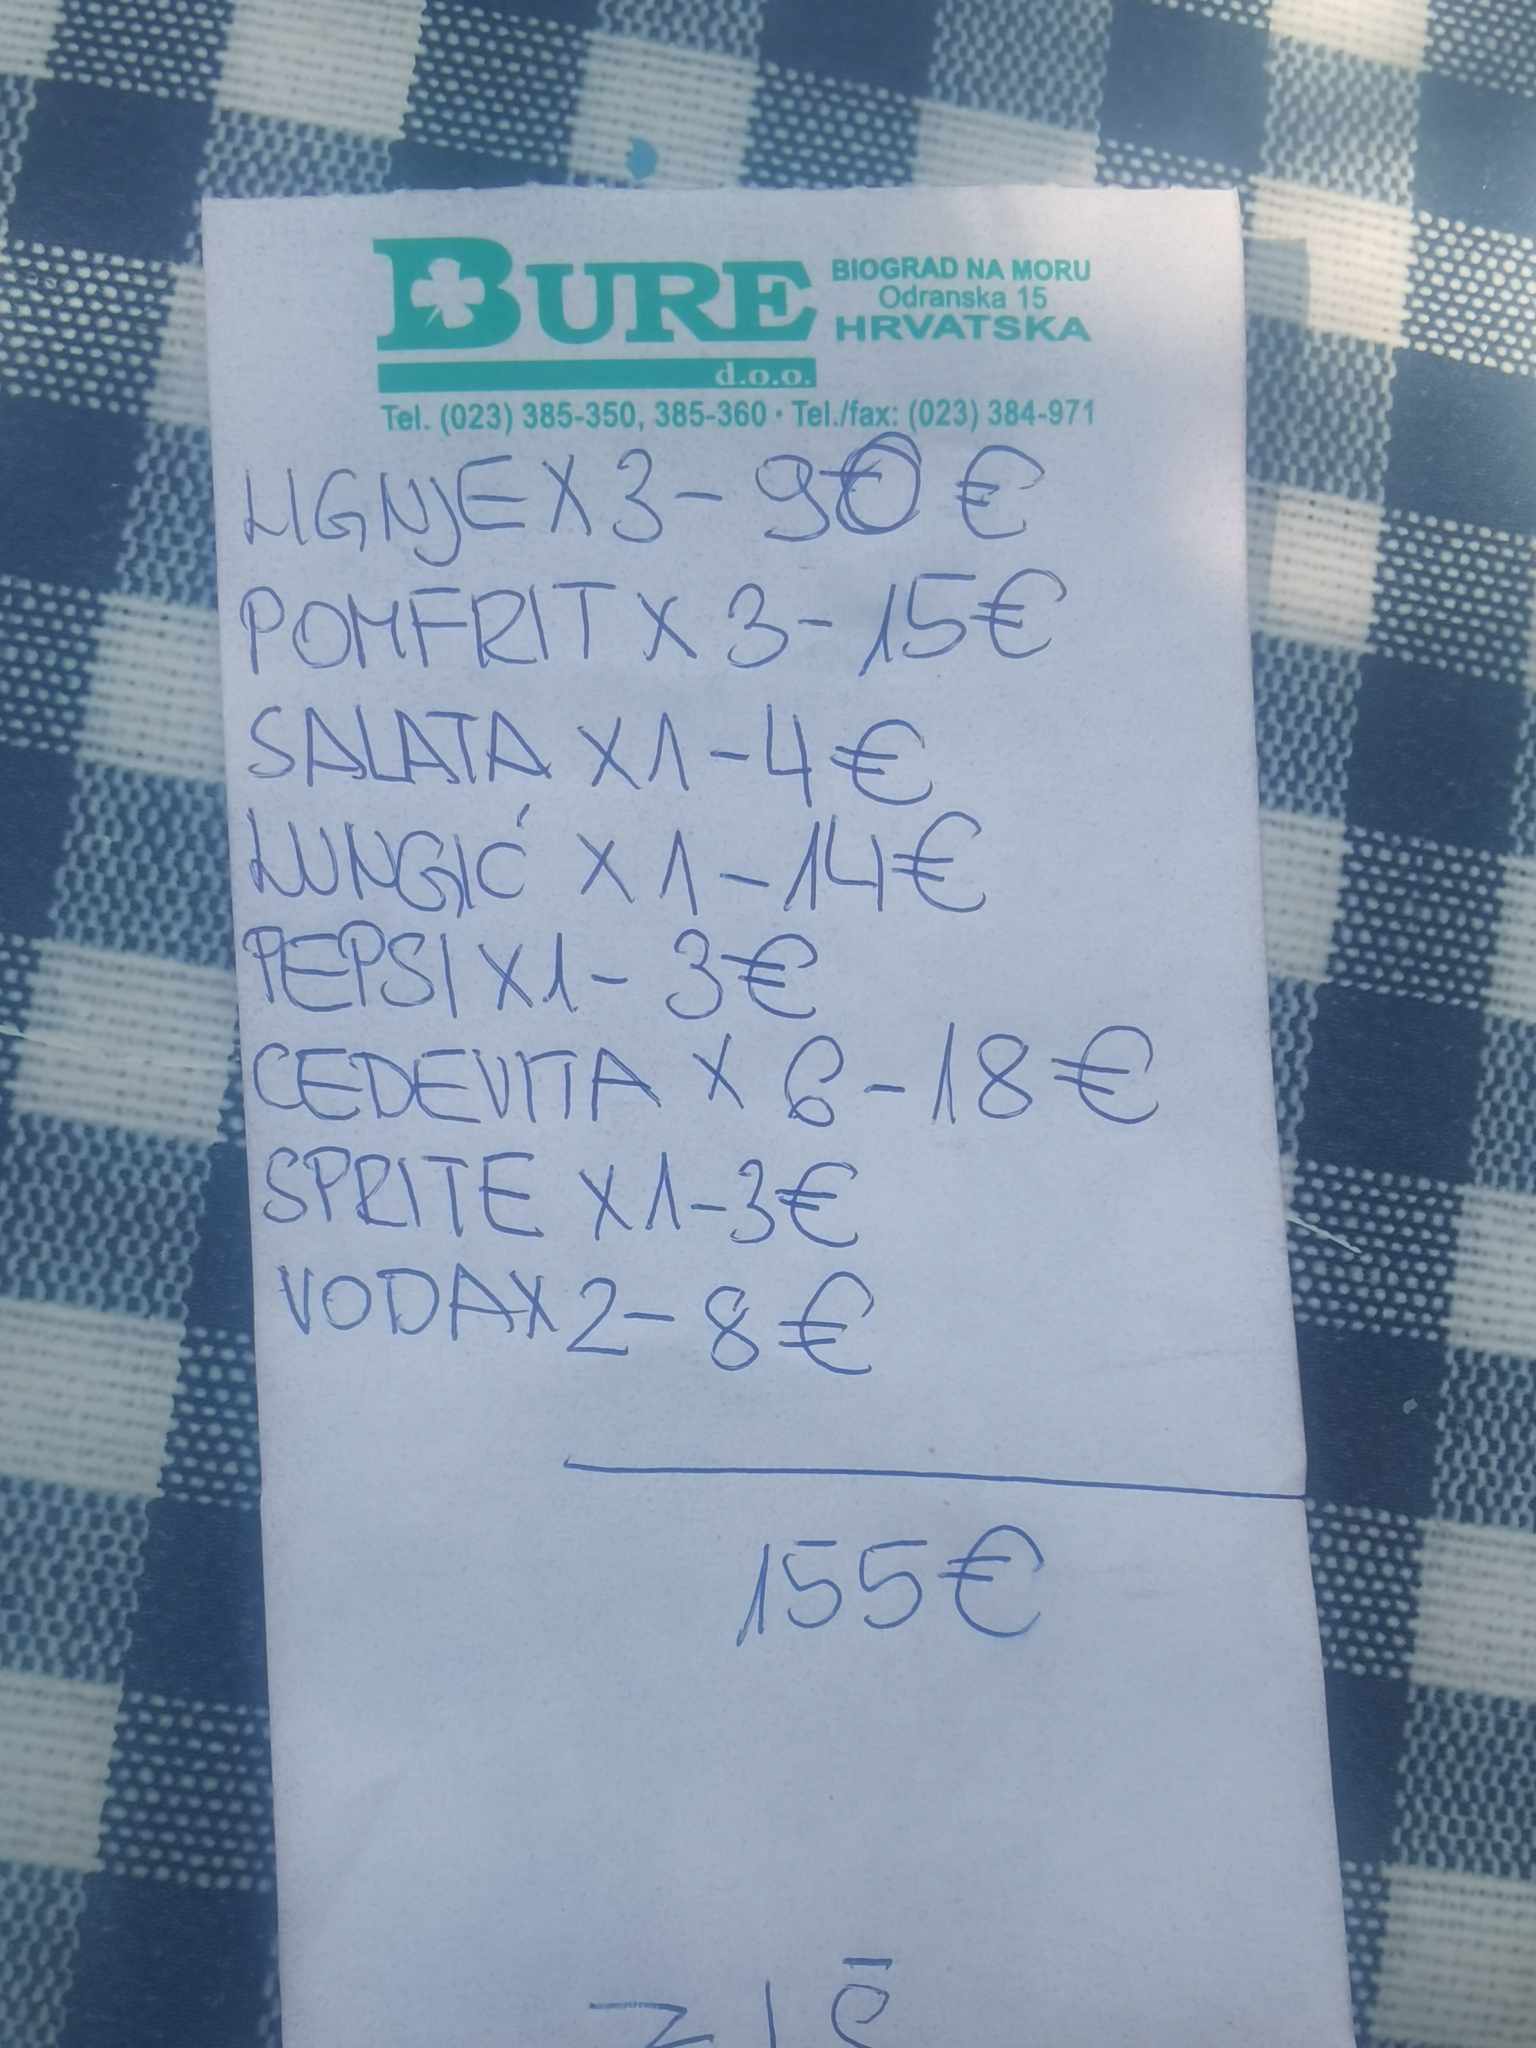 BURE
d.o.o.
BIOGRAD NA MORU
Odranska 15
HRVATSKA
Tel. (023) 385-350, 385-360 · Tel./fax: (023) 384-971
LIGNJE X 3 - 90 €
POMFRIT X 3 - 15€
SALATA X1 - 4€
LUNGIĆ X 1 - 14€
PEPSI X1 - 3€
CEDEVITA X 6 - 18€
SPRITE X1 - 3€
VODA X 2 - 8€
155€